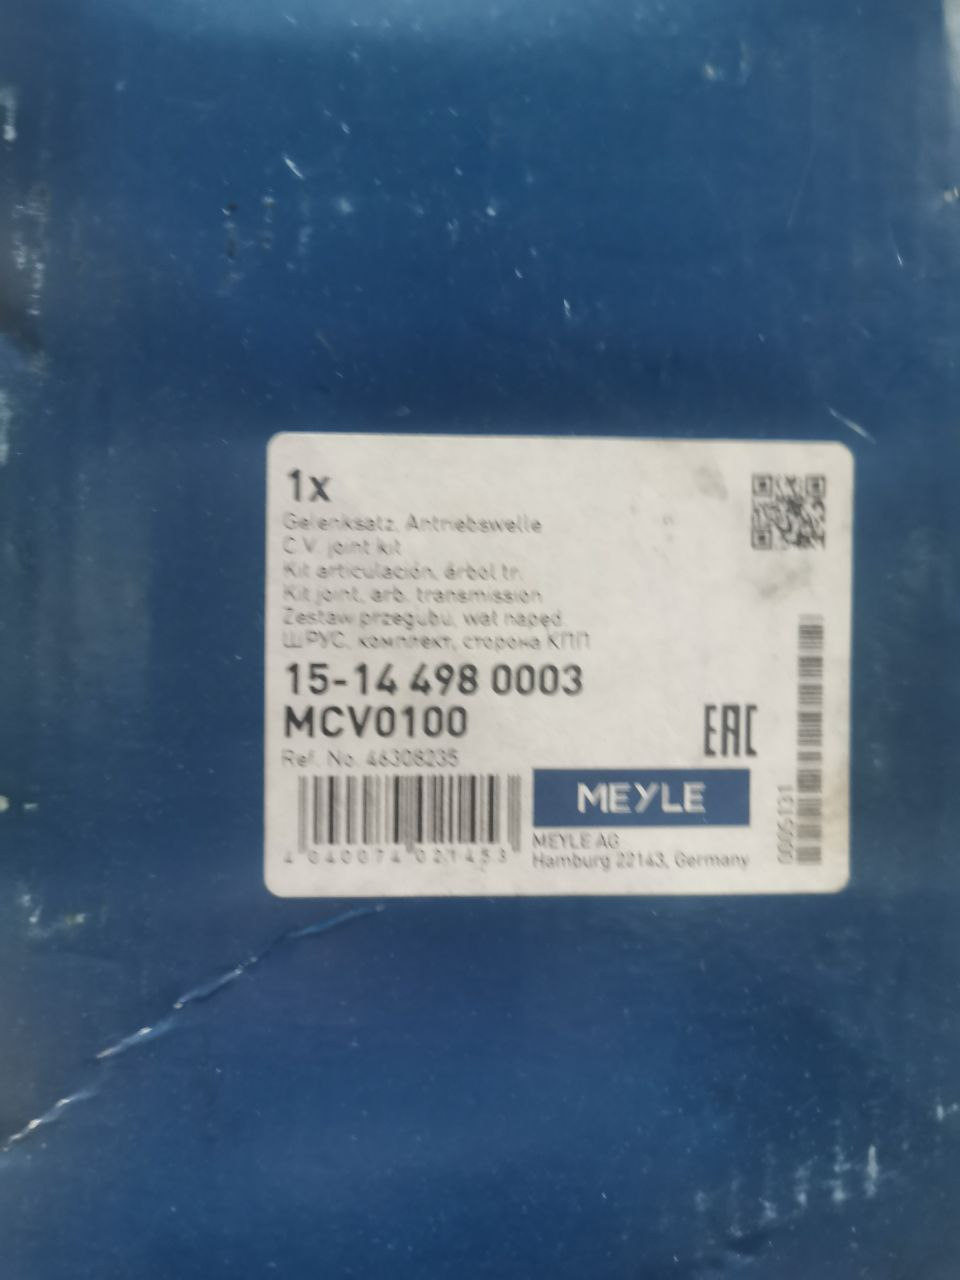 1x
Gelenksatz, Antriebswelle
C.V. joint kit
Kit articulación, árbol tr.
Kit joint, arb. transmission
Zestaw przegubu, wał napęd.
ШРУС, комплект, сторона КПП
15-14 498 0003
MCV0100
EAC
Ref. No. 46308235
MEYLE
MEYLE AG
Hamburg 22143, Germany
4 040074 021453
0005131